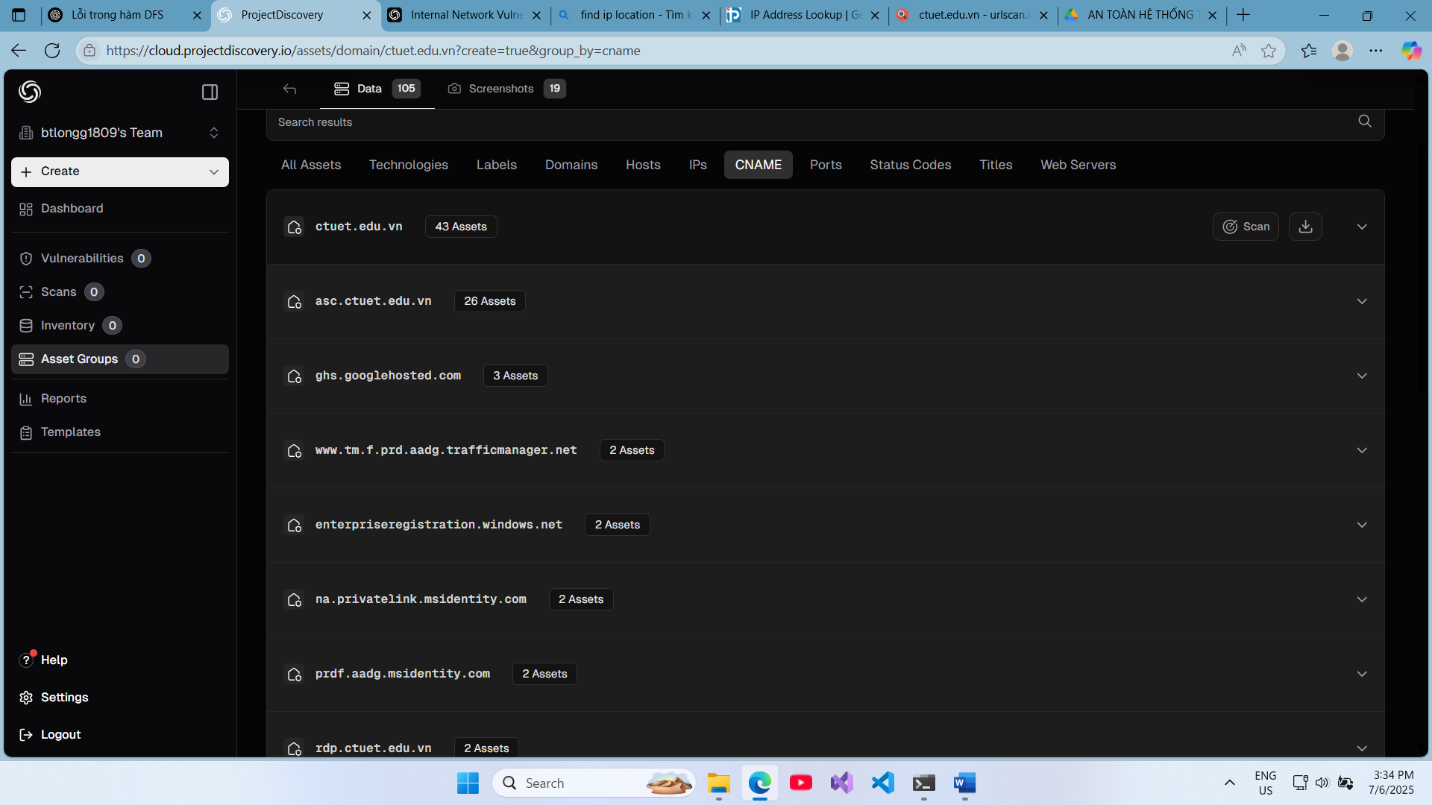 Lỗi trong hàm DFS
ProjectDiscovery
Internal Network Vulne
find ip location - Tìm k
IP Address Lookup | Ge
ctuet.edu.vn - urlscan.i
AN TOÀN HỆ THỐNG T
https://cloud.projectdiscovery.io/assets/domain/ctuet.edu.vn?create=true&group_by=cname
btlongg1809's Team
Create
Dashboard
Vulnerabilities 0
Scans 0
Inventory 0
Asset Groups 0
Reports
Templates
Help
Settings
Logout
Data 105 Screenshots 19
Search results
All Assets Technologies Labels Domains Hosts IPs CNAME Ports Status Codes Titles Web Servers
ctuet.edu.vn 43 Assets Scan
asc.ctuet.edu.vn 26 Assets
ghs.googlehosted.com 3 Assets
www.tm.f.prd.aadg.trafficmanager.net 2 Assets
enterpriseregistration.windows.net 2 Assets
na.privatelink.msidentity.com 2 Assets
prdf.aadg.msidentity.com 2 Assets
rdp.ctuet.edu.vn 2 Assets
Search
ENG
US
3:34 PM
7/6/2025